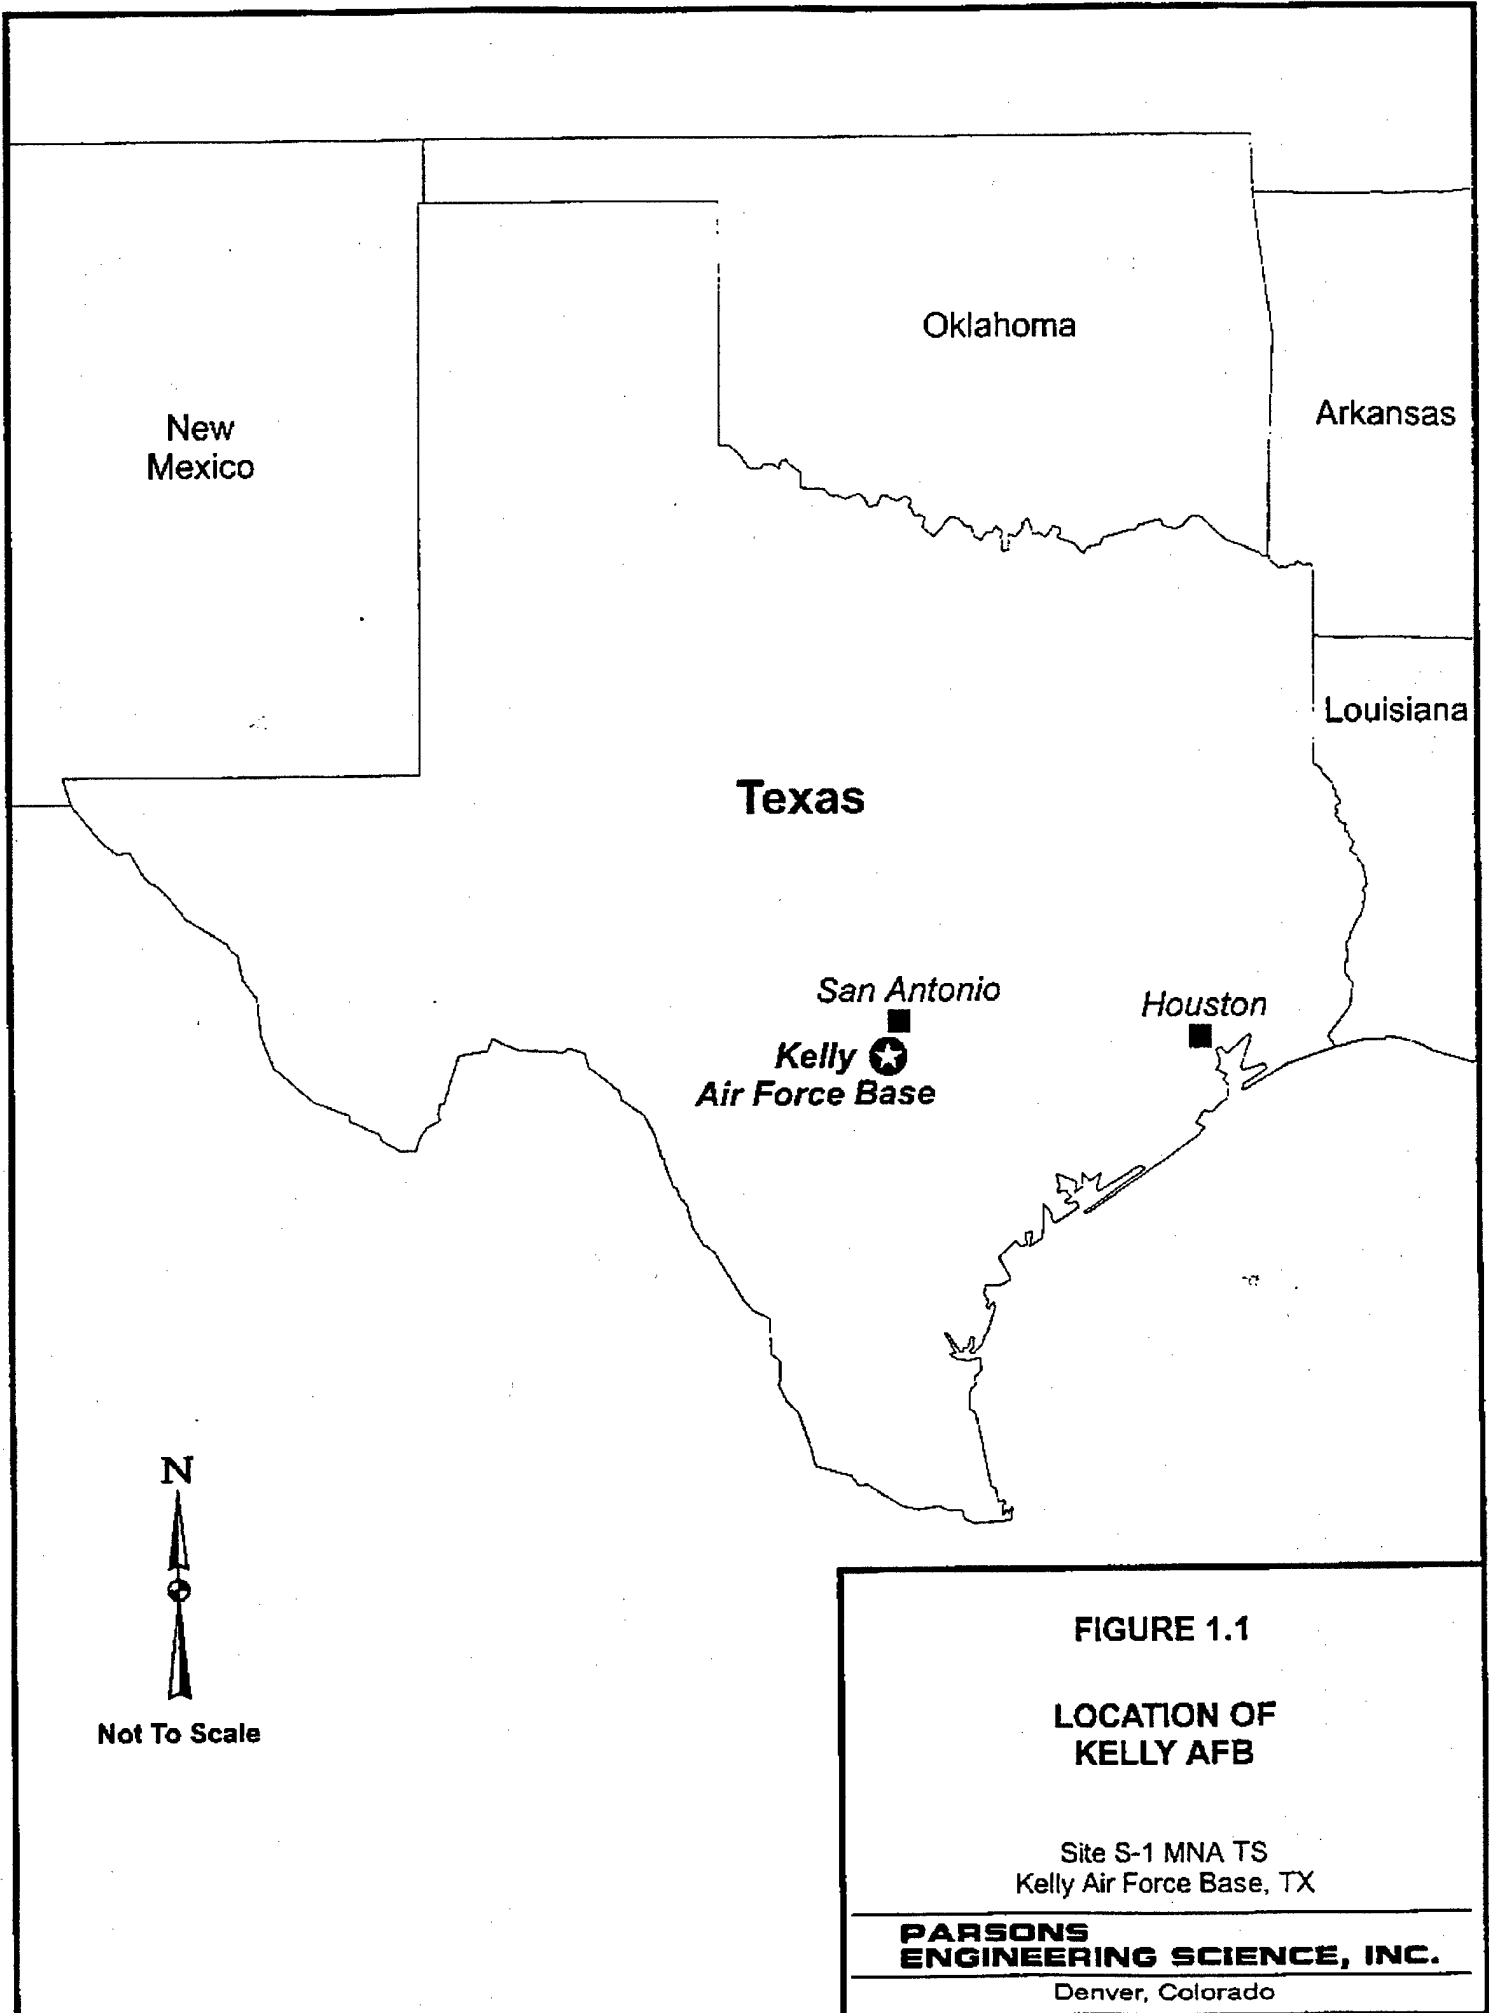 Oklahoma
Arkansas
New
Mexico
Louisiana
Texas
San Antonio
Houston
Kelly
Air Force Base
N
Not To Scale
FIGURE 1.1
LOCATION OF
KELLY AFB
Site S-1 MNA TS
Kelly Air Force Base, TX
PARSONS
ENGINEERING SCIENCE, INC.
Denver, Colorado